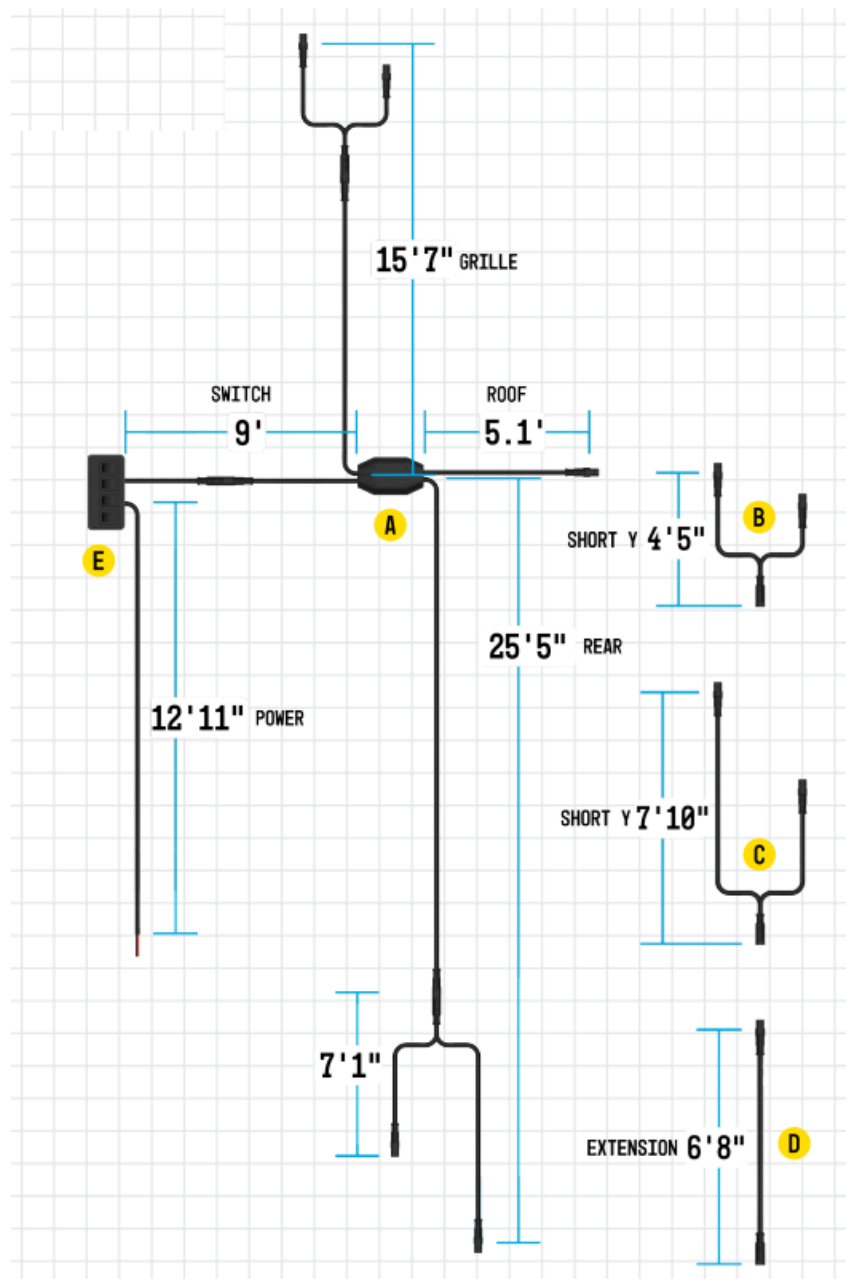 15'7" GRILLE
SWITCH
ROOF
9'
5.1'
A
B
E
SHORT Y 4'5"
25'5" REAR
12'11" POWER
SHORT Y 7'10"
C
7'1"
EXTENSION 6'8"
D